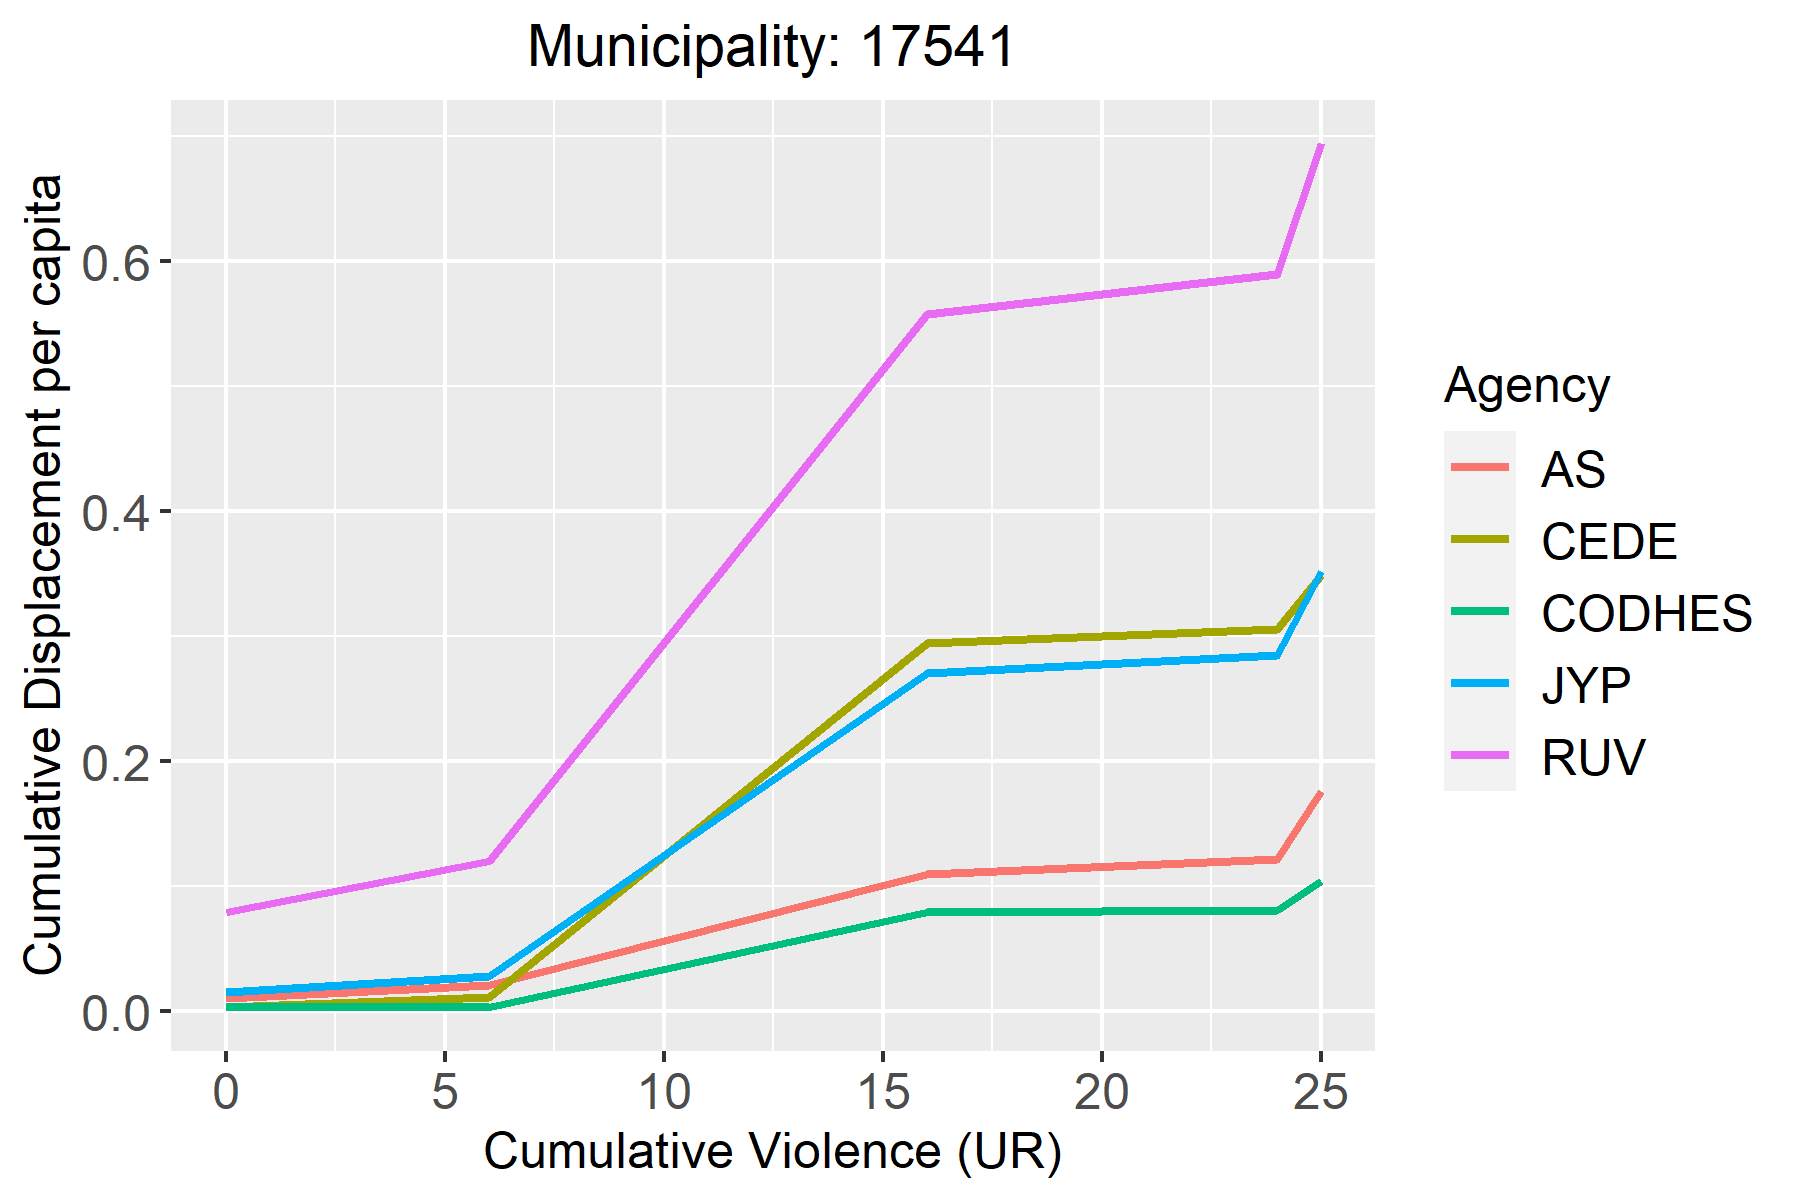 Municipality: 17541
Cumulative Displacement per capita
0.6
0.4
0.2
0.0
0 5 10 15 20 25
Cumulative Violence (UR)
Agency
AS
CEDE
CODHES
JYP
RUV